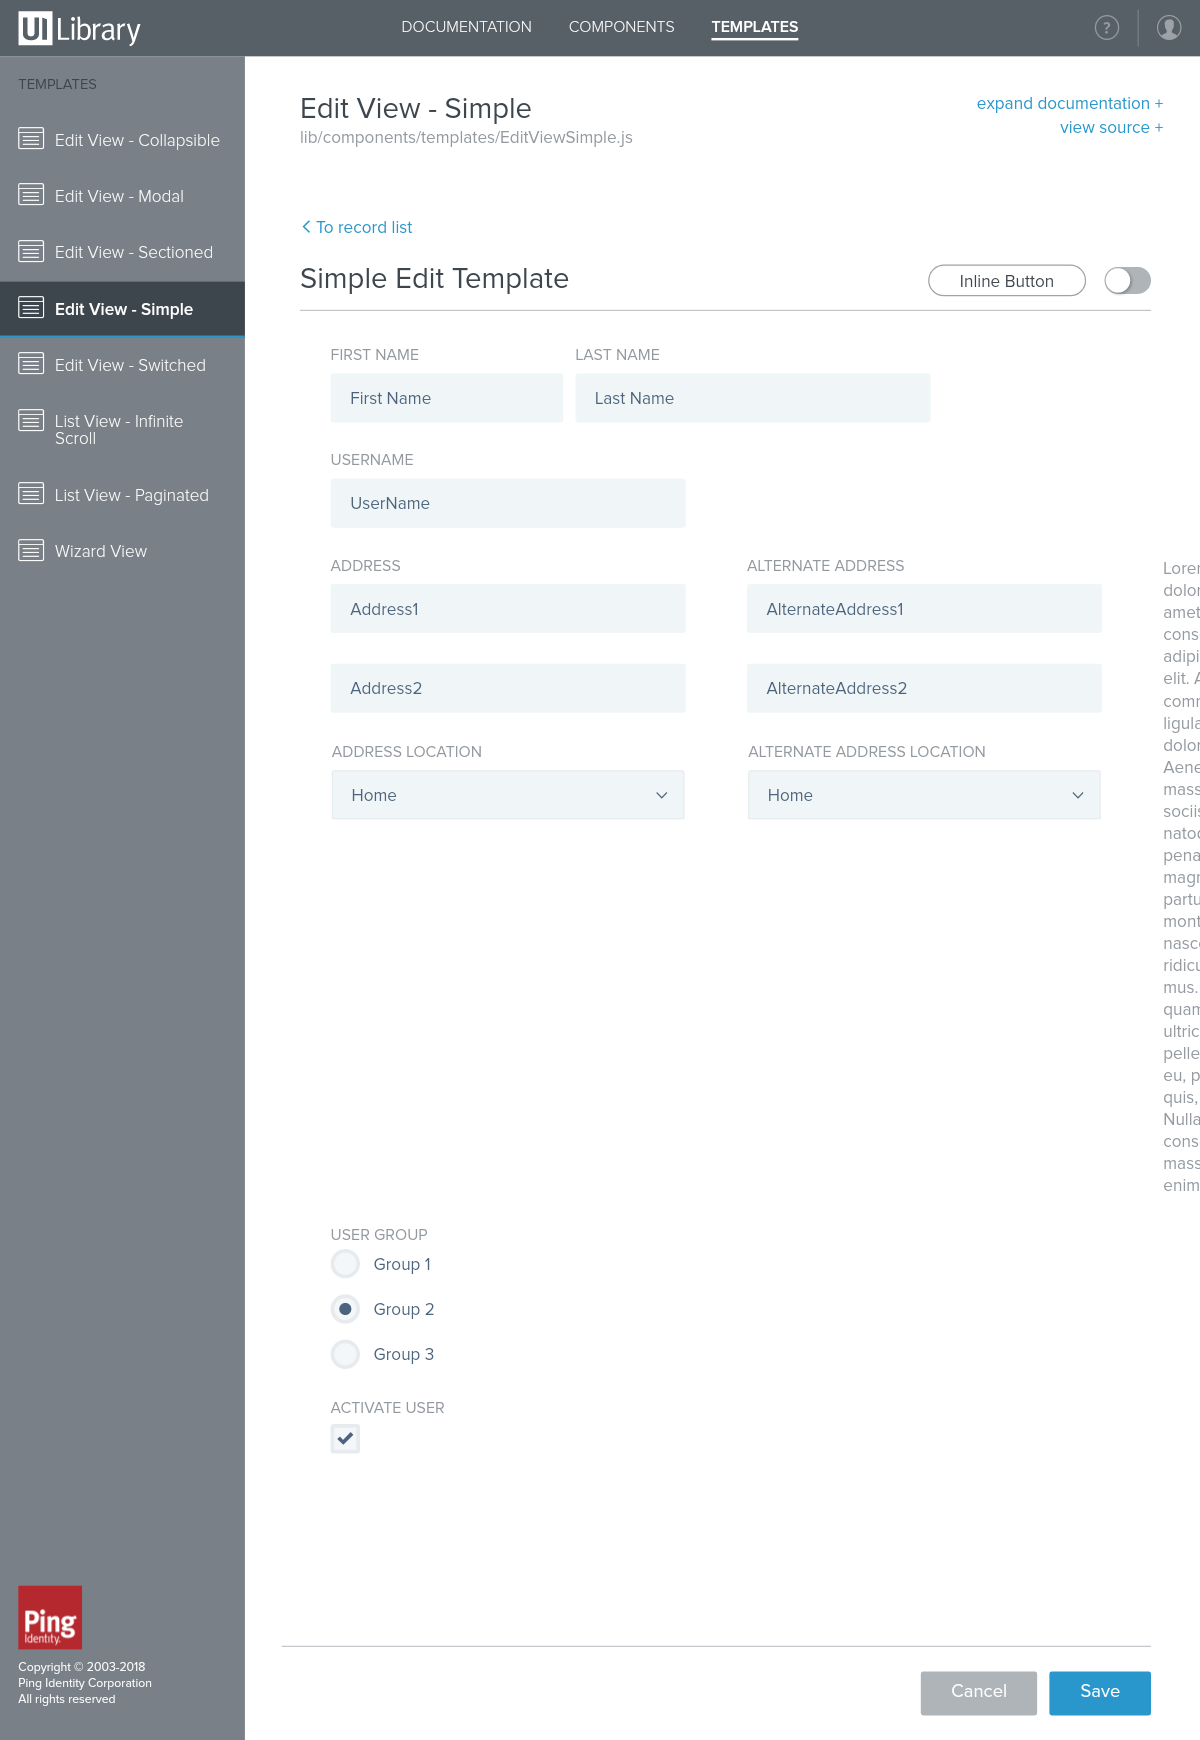 UI Library
DOCUMENTATION
COMPONENTS
TEMPLATES
?
TEMPLATES
Edit View - Collapsible
Edit View - Modal
Edit View - Sectioned
Edit View - Simple
Edit View - Switched
List View - Infinite
Scroll
List View - Paginated
Wizard View
Ping
Identity.
Copyright © 2003-2018
Ping Identity Corporation
All rights reserved
Edit View - Simple
lib/components/templates/EditViewSimple.js
expand documentation +
view source +
To record list
Simple Edit Template
Inline Button
FIRST NAME
LAST NAME
First Name
Last Name
USERNAME
UserName
ADDRESS
ALTERNATE ADDRESS
Address1
AlternateAddress1
Address2
AlternateAddress2
ADDRESS LOCATION
ALTERNATE ADDRESS LOCATION
Home
Home
dolor
amet
cons
adipi
elit. A
ligula
dolor
Aene
mass
sociis
natoc
pena
magn
partu
mont
nasce
ridicu
mus.
quam
ultric
pelle
eu, p
quis,
Nulla
cons
mass
enim
USER GROUP
Group 1
Group 2
Group 3
ACTIVATE USER
Cancel
Save